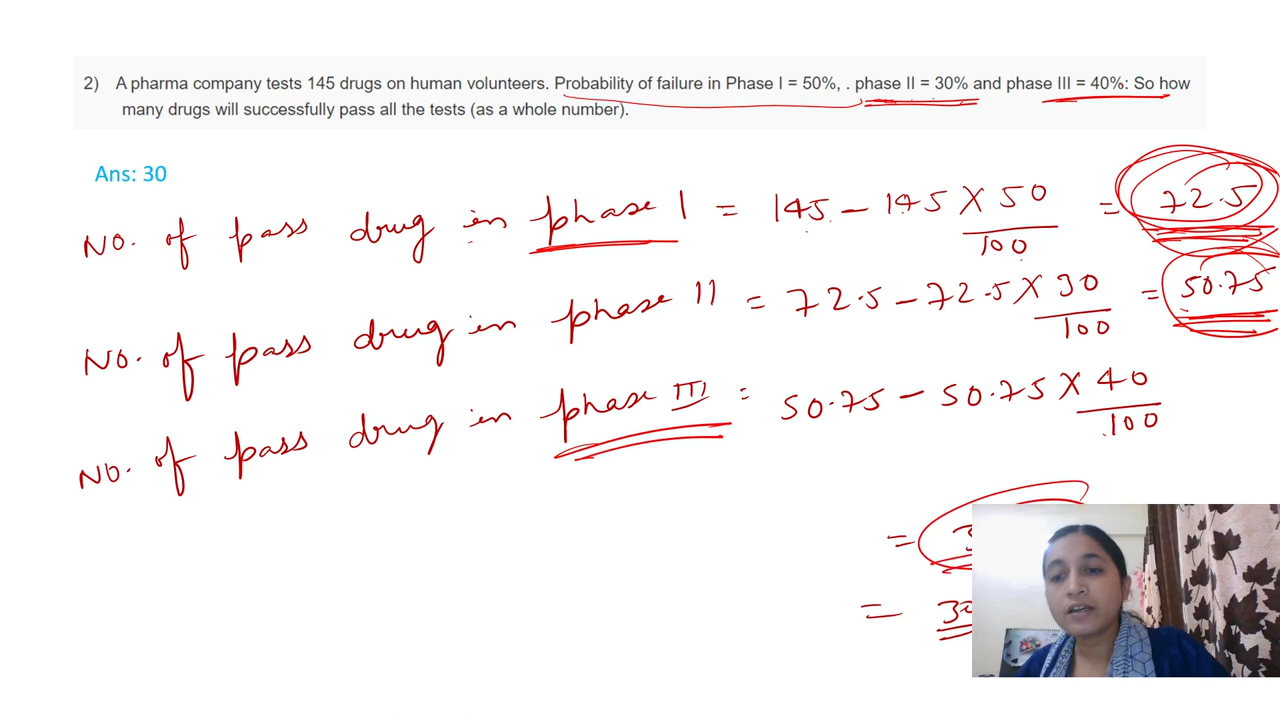 2) A pharma company tests 145 drugs on human volunteers. Probability of failure in Phase I = 50%, . phase II = 30% and phase III = 40%: So how
many drugs will successfully pass all the tests (as a whole number).
Ans: 30
No. of pass drug in phase I = 145 - 145 X 50 / 100 = 72.5
No. of pass drug in phase II = 72.5 - 72.5 X 30 / 100 = 50.75
No. of pass drug in phase III = 50.75 - 50.75 X 40 / 100
= 3
= 30